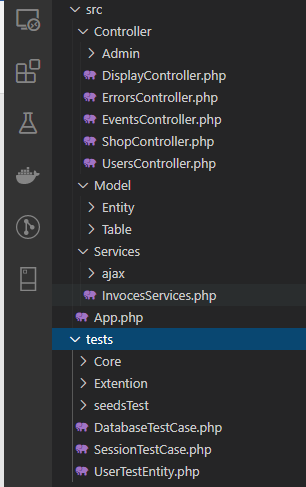 src
Controller
Admin
DisplayController.php
ErrorsController.php
EventsController.php
ShopController.php
UsersController.php
Model
Entity
Table
Services
ajax
InvocesServices.php
App.php
tests
Core
Extention
seedsTest
DatabaseTestCase.php
SessionTestCase.php
UserTestEntity.php